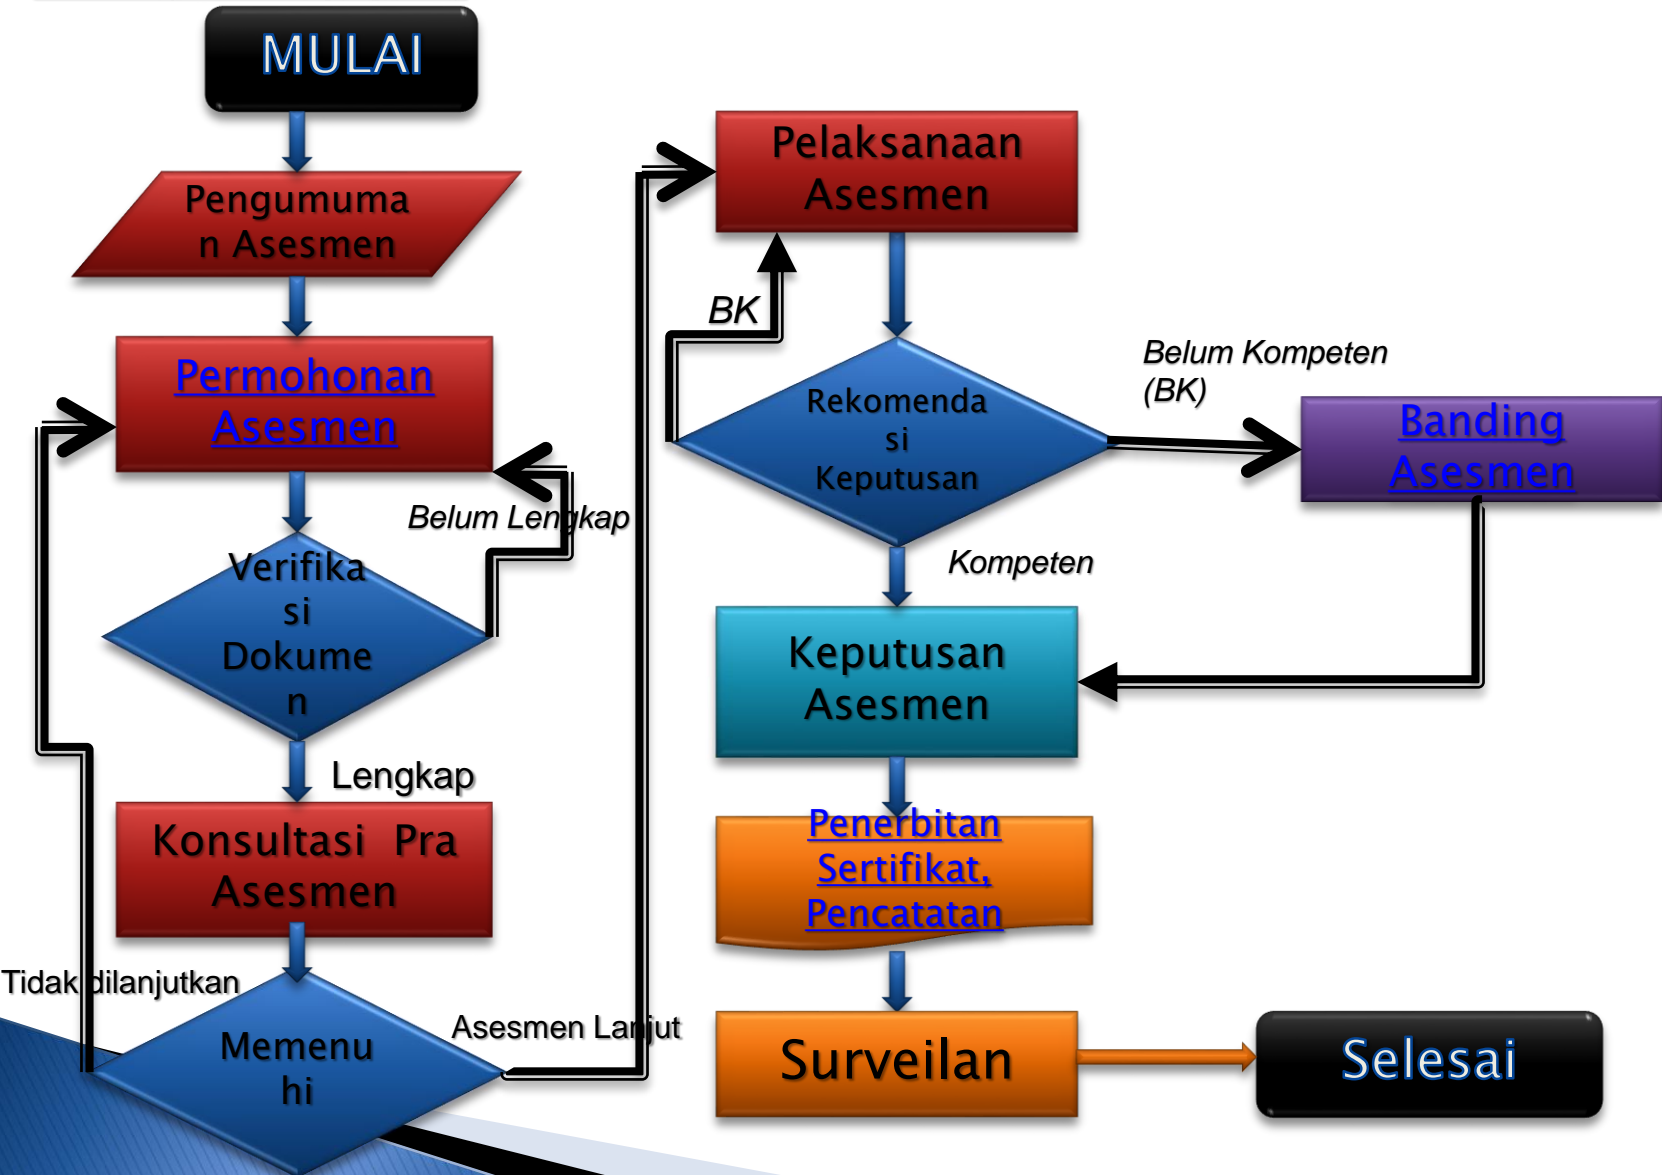 MULAI
Pengumuma
n Asesmen
Permohonan
Asesmen
Belum Lengkap
Verifika
si
Dokume
n
Lengkap
Konsultasi Pra
Asesmen
Tidak dilanjutkan
Memenu
hi
Asesmen Lanjut
Pelaksanaan
Asesmen
BK
Rekomenda
si
Keputusan
Belum Kompeten
(BK)
Banding
Asesmen
Kompeten
Keputusan
Asesmen
Penerbitan
Sertifikat,
Pencatatan
Surveilan
Selesai